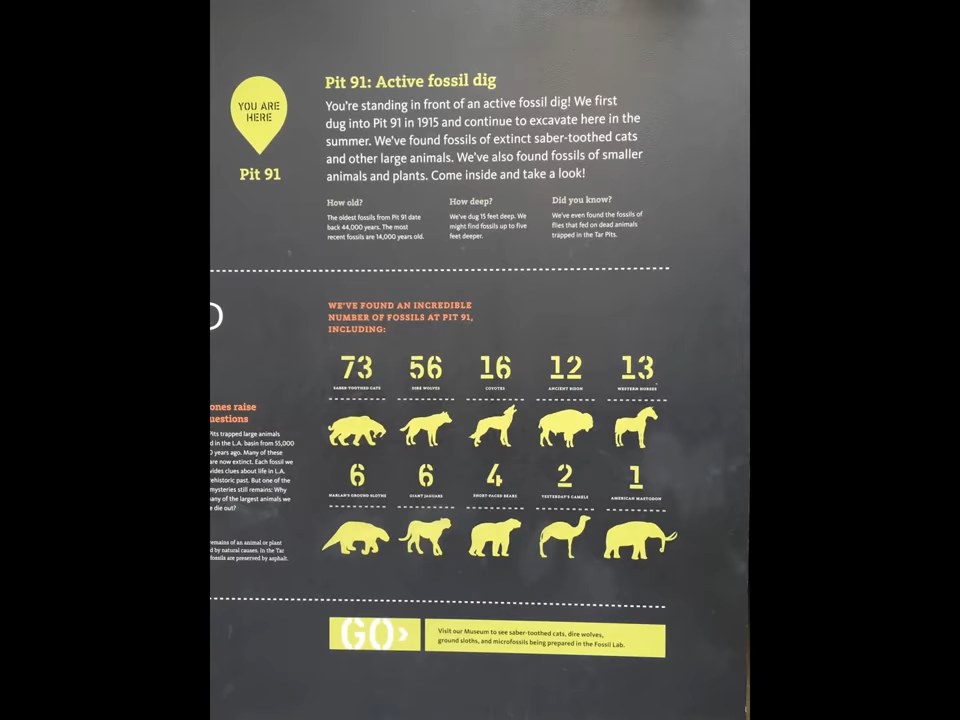 YOU ARE
HERE
Pit 91
Pit 91: Active fossil dig
You're standing in front of an active fossil dig! We first
dug into Pit 91 in 1915 and continue to excavate here in the
summer. We've found fossils of extinct saber-toothed cats
and other large animals. We've also found fossils of smaller
animals and plants. Come inside and take a look!
How old?
The oldest fossils from Pit 91 date
back 44,000 years. The most
recent fossils are 14,000 years old.
How deep?
We've dug 15 feet deep. We
might find fossils up to five
feet deeper.
Did you know?
We've even found the fossils of
flies that fed on dead animals
trapped in the Tar Pits.
ones raise
uestions
Pits trapped large animals
d in the L.A. basin from 55,000
0 years ago. Many of these
are now extinct. Each fossil we
vides clues about life in L.A.
ehistoric past. But one of the
mysteries still remains: Why
any of the largest animals we
e die out?
remains of an animal or plant
d by natural causes. In the Tar
fossils are preserved by asphalt.
WE'VE FOUND AN INCREDIBLE
NUMBER OF FOSSILS AT PIT 91,
INCLUDING:
73 56 16 12 13
SABER-TOOTHED CATS DIRE WOLVES COYOTES ANCIENT BISON WESTERN HORSES
6 6 4 2 1
HARLAN'S GROUND SLOTHS GIANT JAGUARS SHORT-FACED BEARS YESTERDAY'S CAMELS AMERICAN MASTODON
GO>
Visit our Museum to see saber-toothed cats, dire wolves,
ground sloths, and microfossils being prepared in the Fossil Lab.